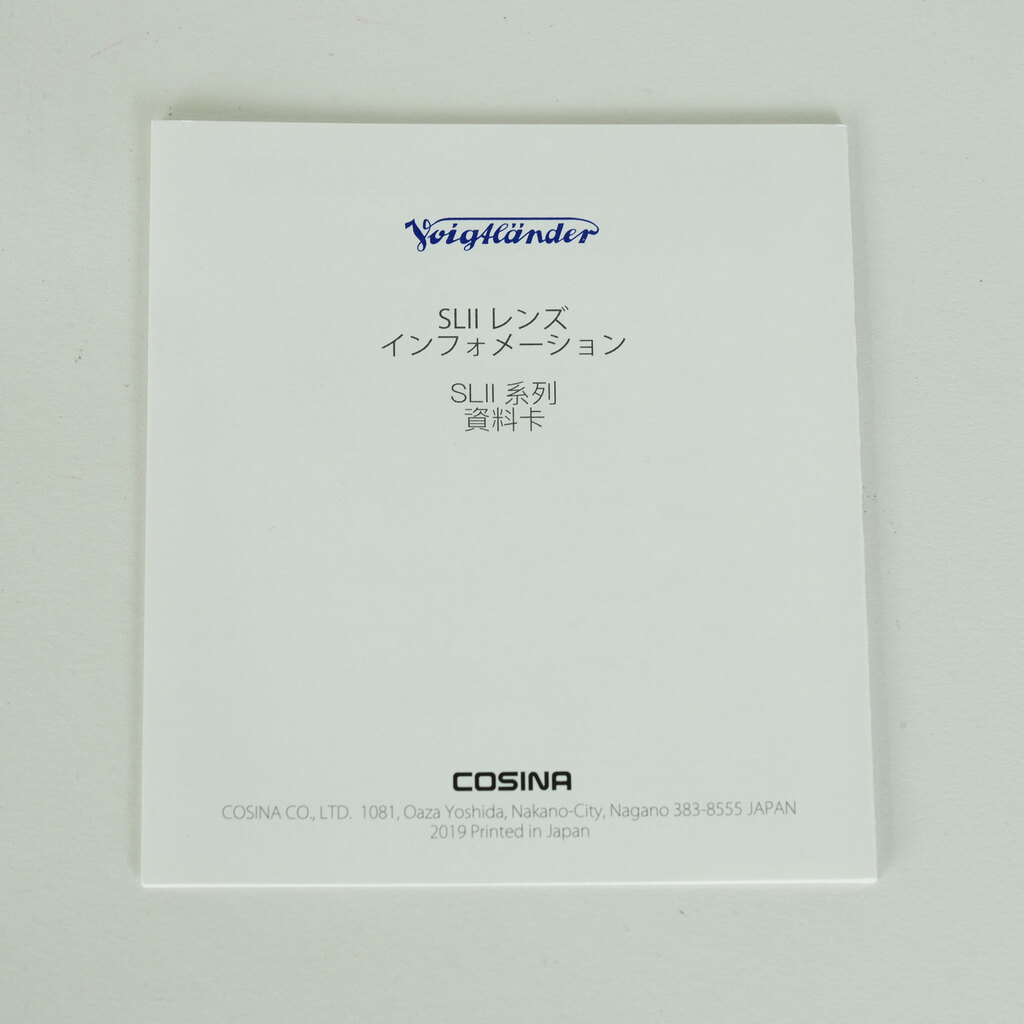 Voigtländer
SLII レンズ
インフォメーション
SLII 系列
資料卡
COSINA
COSINA CO., LTD. 1081, Oaza Yoshida, Nakano-City, Nagano 383-8555 JAPAN
2019 Printed in Japan